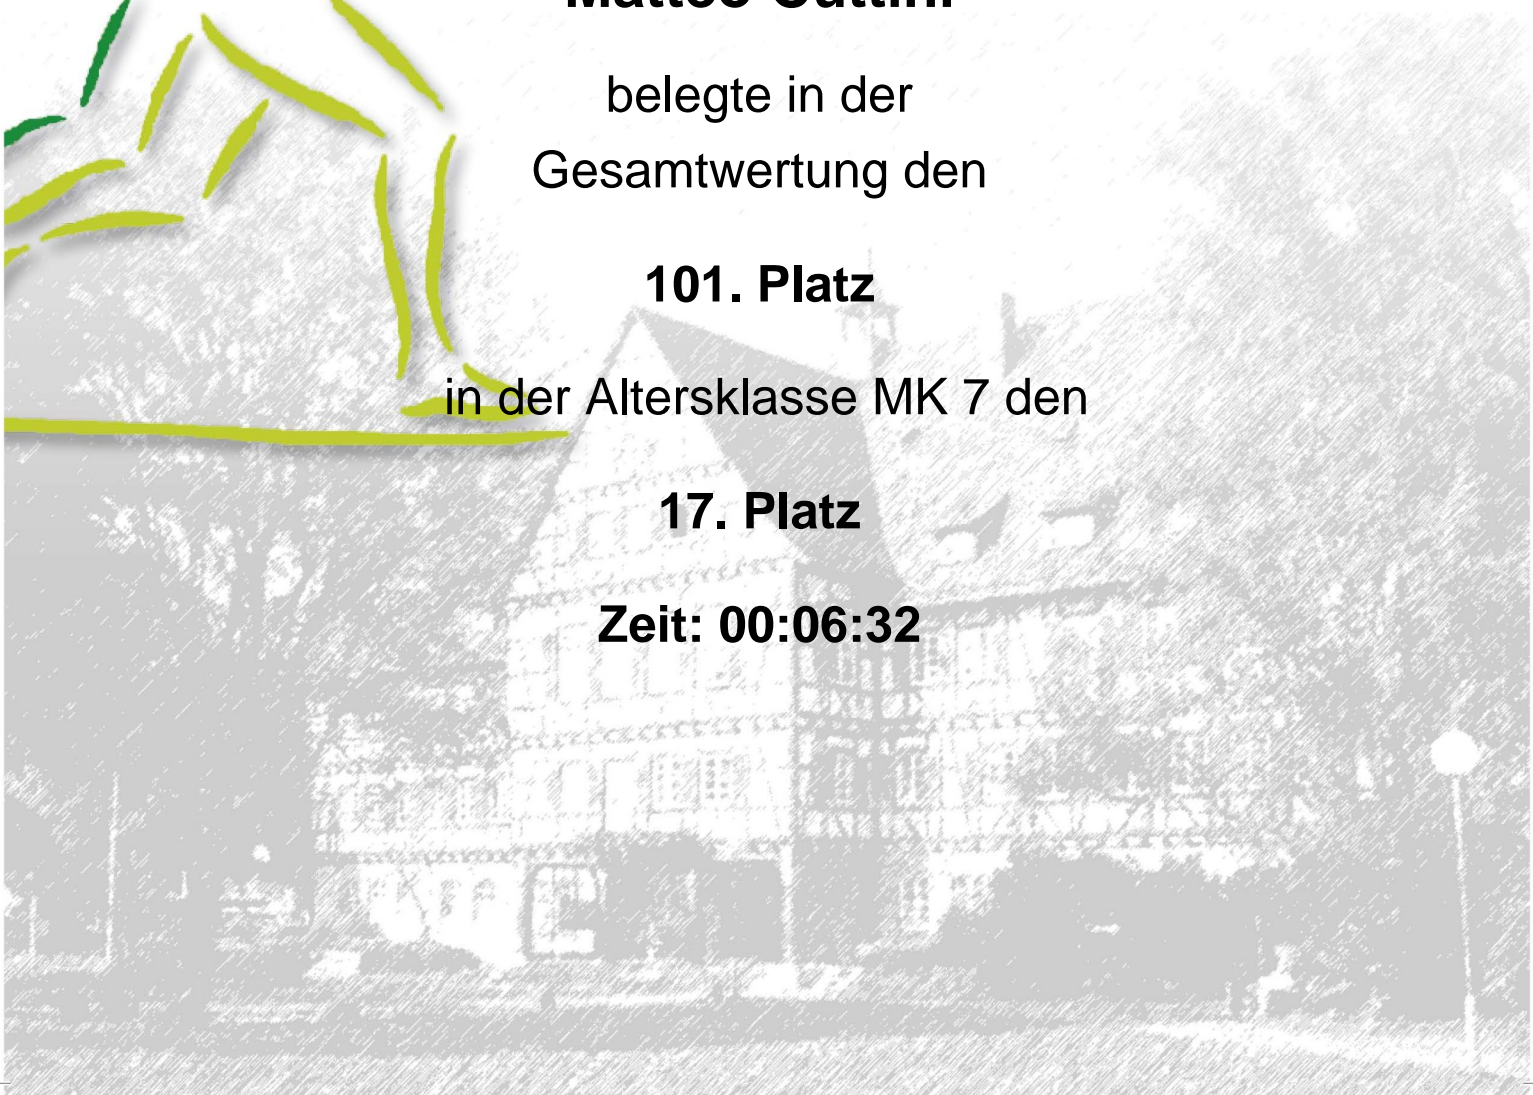 belegte in der
Gesamtwertung den
101. Platz
in der Altersklasse MK 7 den
17. Platz
Zeit: 00:06:32